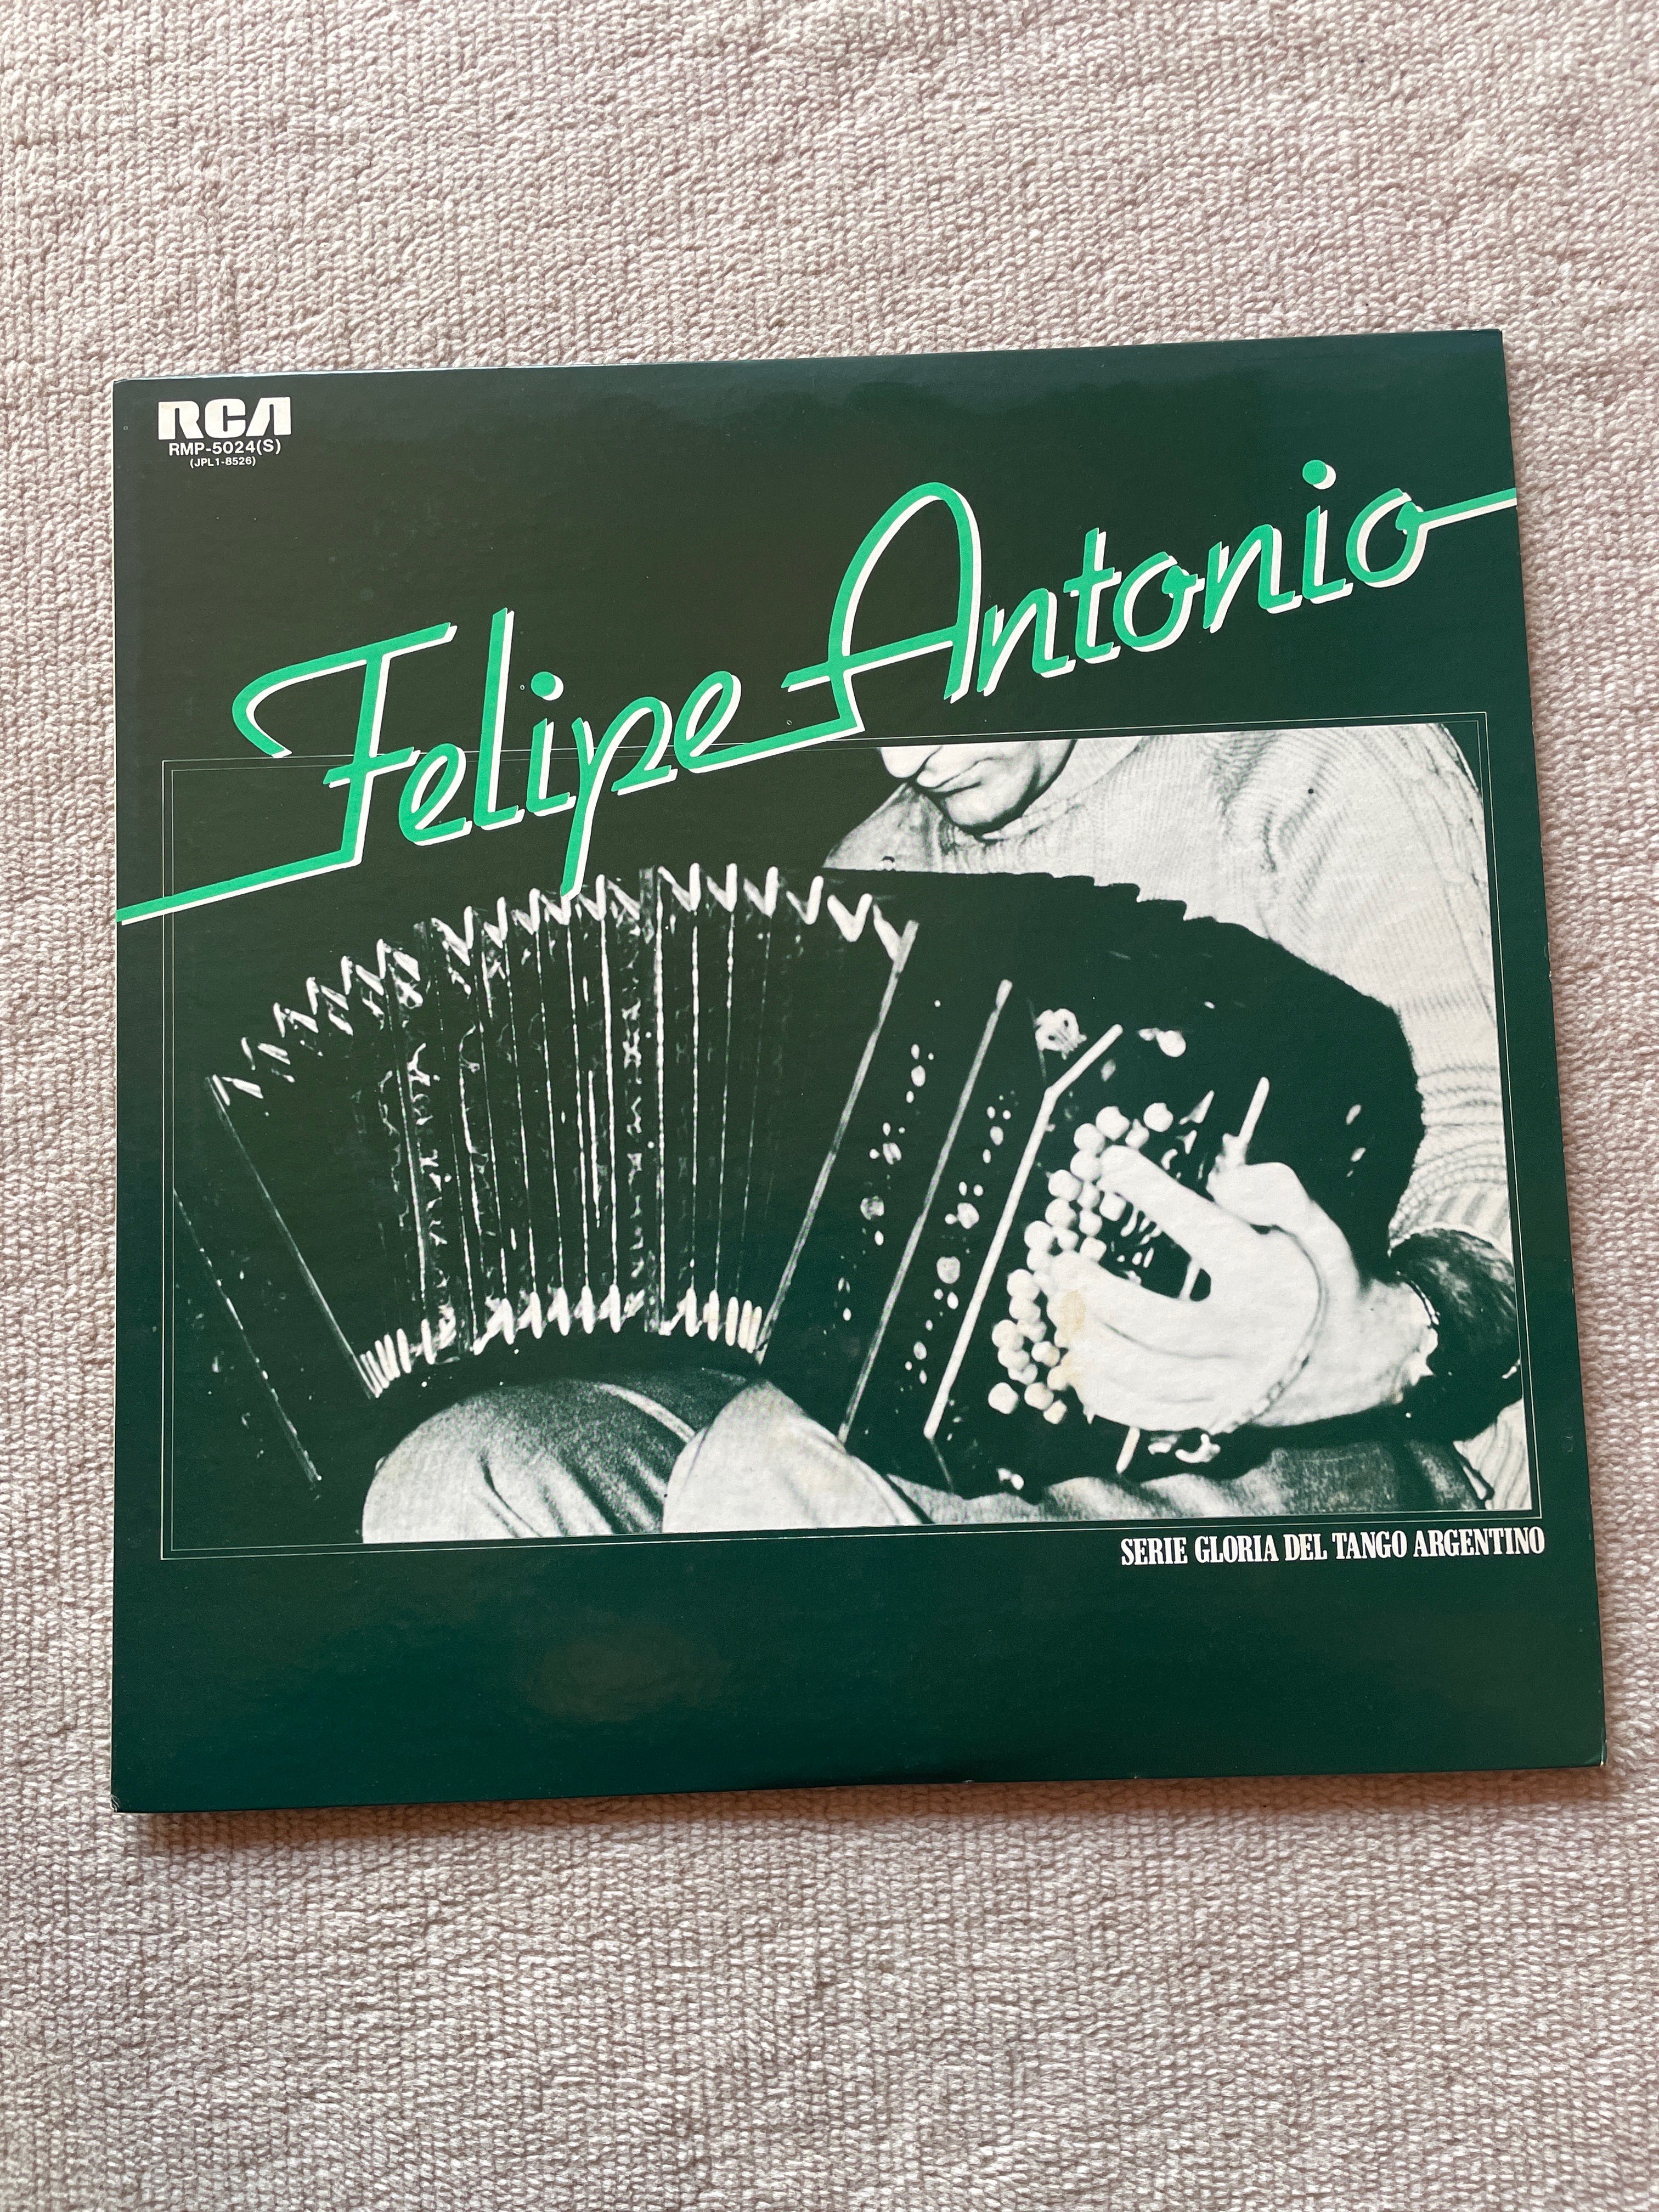 RCA
RMP-5024(S)
(JPL1-8526)
Felipe Antonio
SERIE GLORIA DEL TANGO ARGENTINO